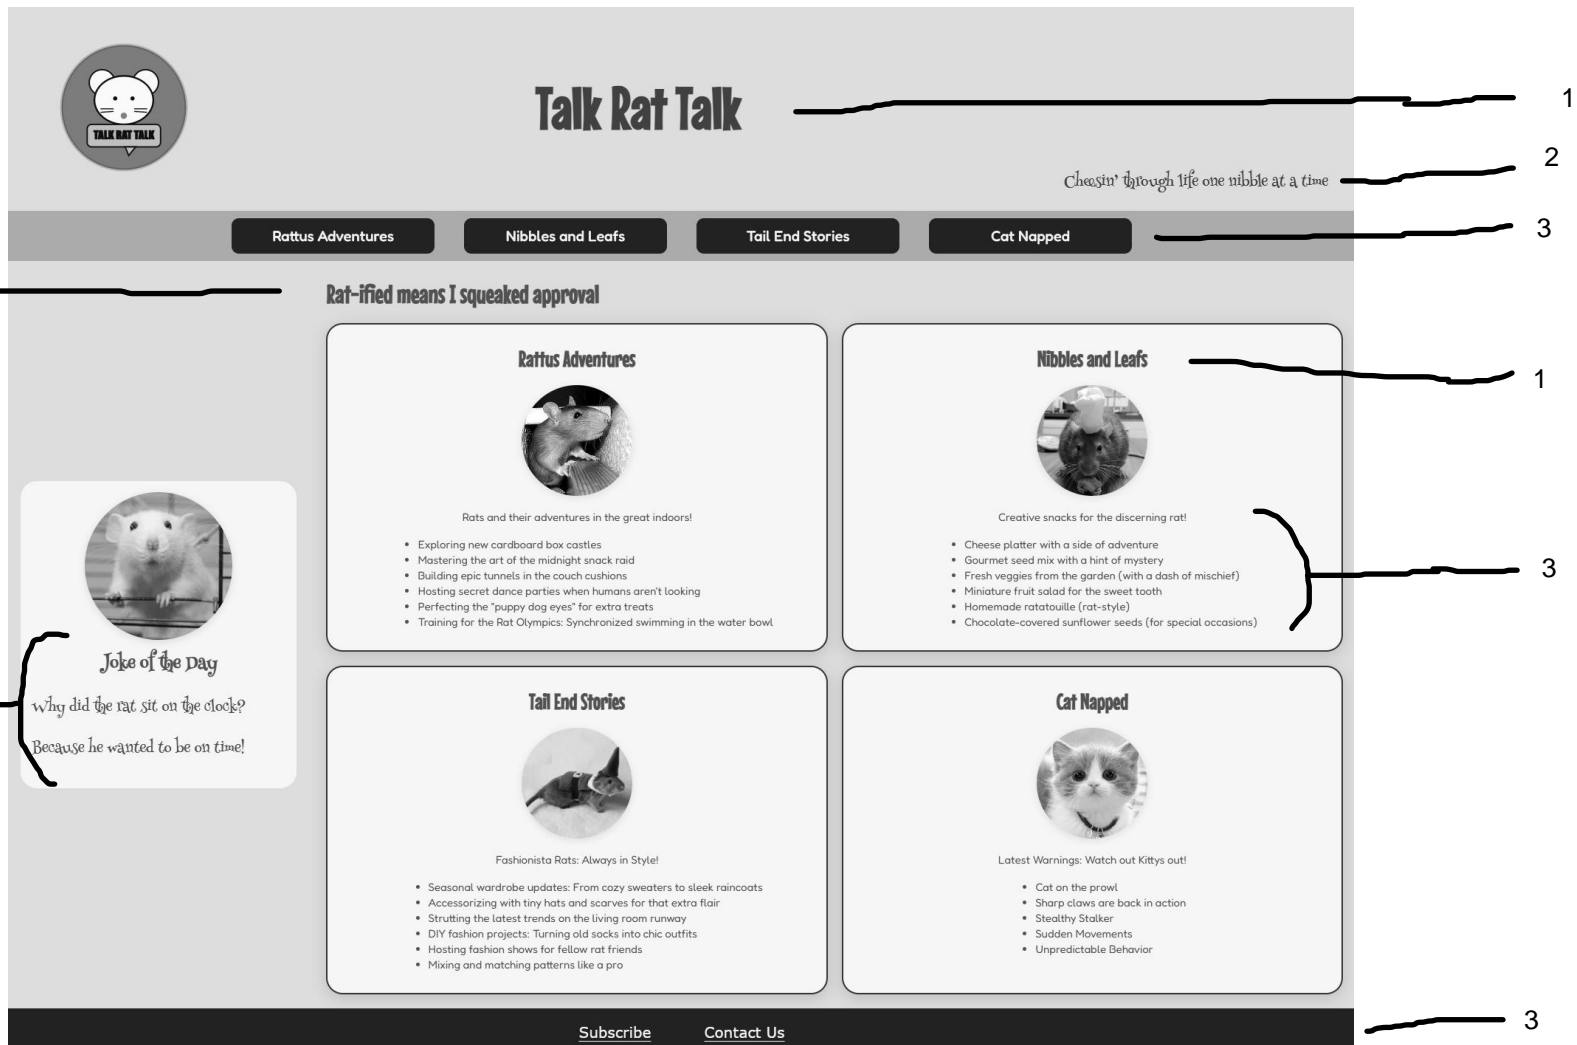 TALK RAT TALK
Talk Rat Talk
1
Cheesin' through life one nibble at a time
2
Rattus Adventures
Nibbles and Leafs
Tail End Stories
Cat Napped
3
Rat-ified means I squeaked approval
Rattus Adventures
Rats and their adventures in the great indoors!
• Exploring new cardboard box castles
• Mastering the art of the midnight snack raid
• Building epic tunnels in the couch cushions
• Hosting secret dance parties when humans aren't looking
• Perfecting the "puppy dog eyes" for extra treats
• Training for the Rat Olympics: Synchronized swimming in the water bowl
Nibbles and Leafs
1
Creative snacks for the discerning rat!
• Cheese platter with a side of adventure
• Gourmet seed mix with a hint of mystery
• Fresh veggies from the garden (with a dash of mischief)
• Miniature fruit salad for the sweet tooth
• Homemade ratatouille (rat-style)
• Chocolate-covered sunflower seeds (for special occasions)
3
Joke of the Day
Why did the rat sit on the clock?
Because he wanted to be on time!
Tail End Stories
Fashionista Rats: Always in Style!
• Seasonal wardrobe updates: From cozy sweaters to sleek raincoats
• Accessorizing with tiny hats and scarves for that extra flair
• Strutting the latest trends on the living room runway
• DIY fashion projects: Turning old socks into chic outfits
• Hosting fashion shows for fellow rat friends
• Mixing and matching patterns like a pro
Cat Napped
Latest Warnings: Watch out Kittys out!
• Cat on the prowl
• Sharp claws are back in action
• Stealthy Stalker
• Sudden Movements
• Unpredictable Behavior
Subscribe
Contact Us
3